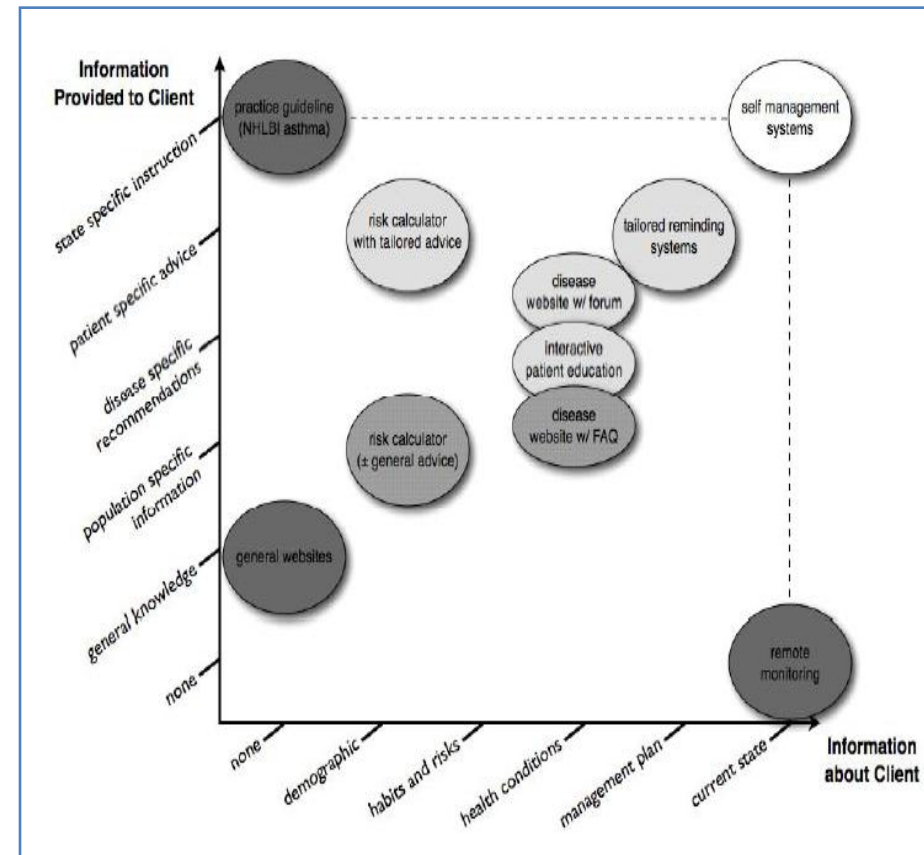 Information
Provided to Client
practice guideline
(NHLBI asthma)
self management
systems
state specific instruction
risk calculator
with tailored advice
tailored reminding
systems
patient specific advice
disease
website w/ forum
interactive
patient education
disease specific
recommendations
disease
website w/ FAQ
risk calculator
(± general advice)
population specific
information
general websites
general knowledge
remote
monitoring
none
none
demographic
habits and risks
health conditions
management plan
current state
Information
about Client